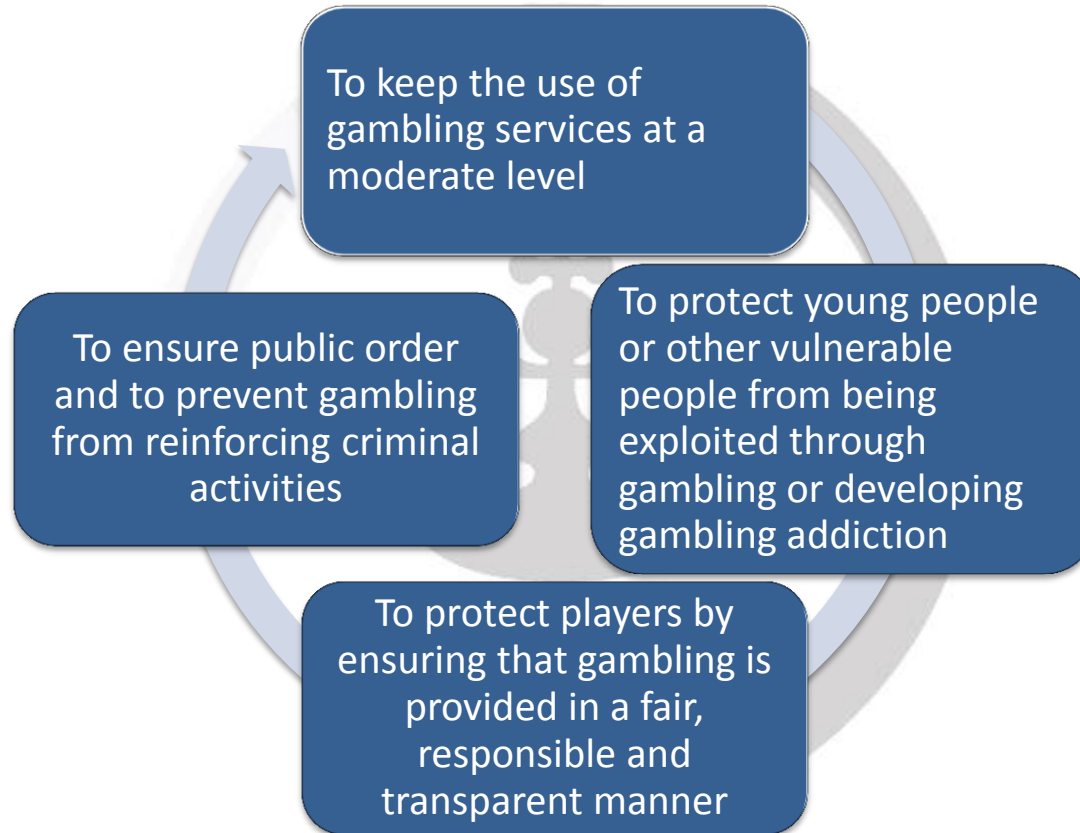 To keep the use of
gambling services at a
moderate level
To protect young people
or other vulnerable
people from being
exploited through
gambling or developing
gambling addiction
To protect players by
ensuring that gambling is
provided in a fair,
responsible and
transparent manner
To ensure public order
and to prevent gambling
from reinforcing criminal
activities